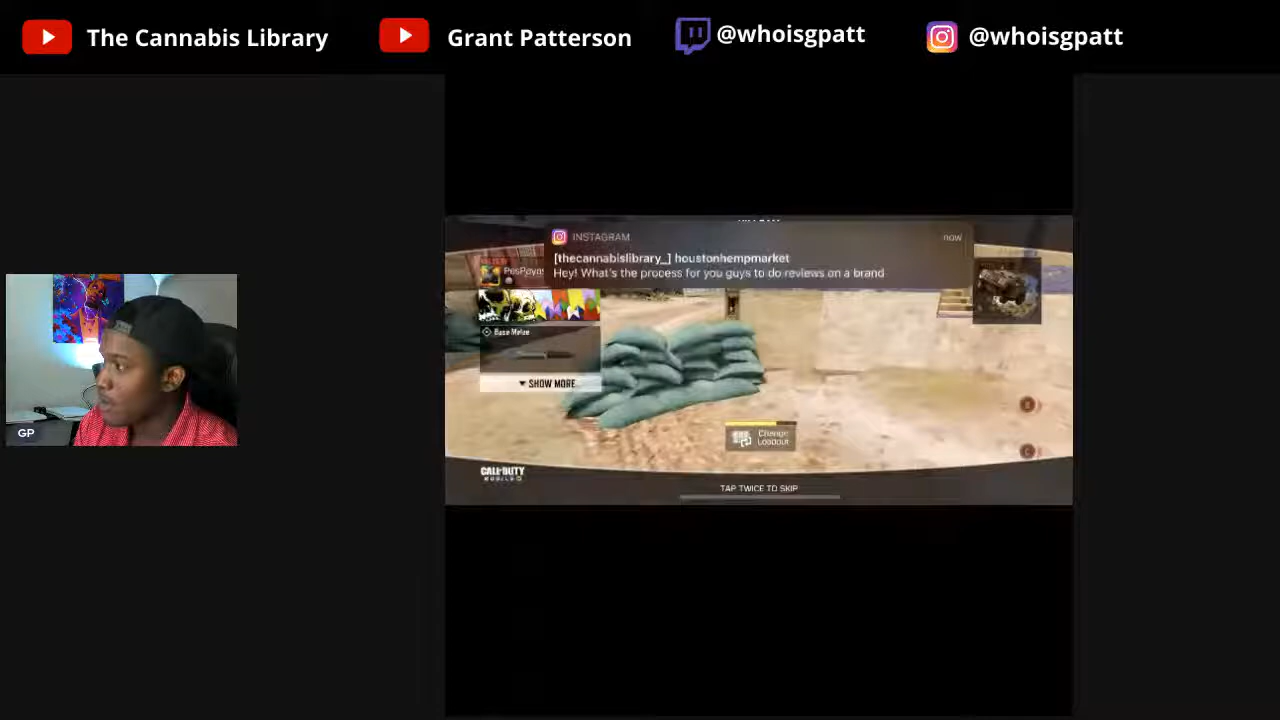 The Cannabis Library
Grant Patterson
@whoisgpatt
@whoisgpatt
INSTAGRAM
now
[thecannabislibrary_] houstonhempmarket
Hey! What's the process for you guys to do reviews on a brand
Base Melee
SHOW MORE
Change
Loadout
CALL OF DUTY
MOBILE
TAP TWICE TO SKIP
GP